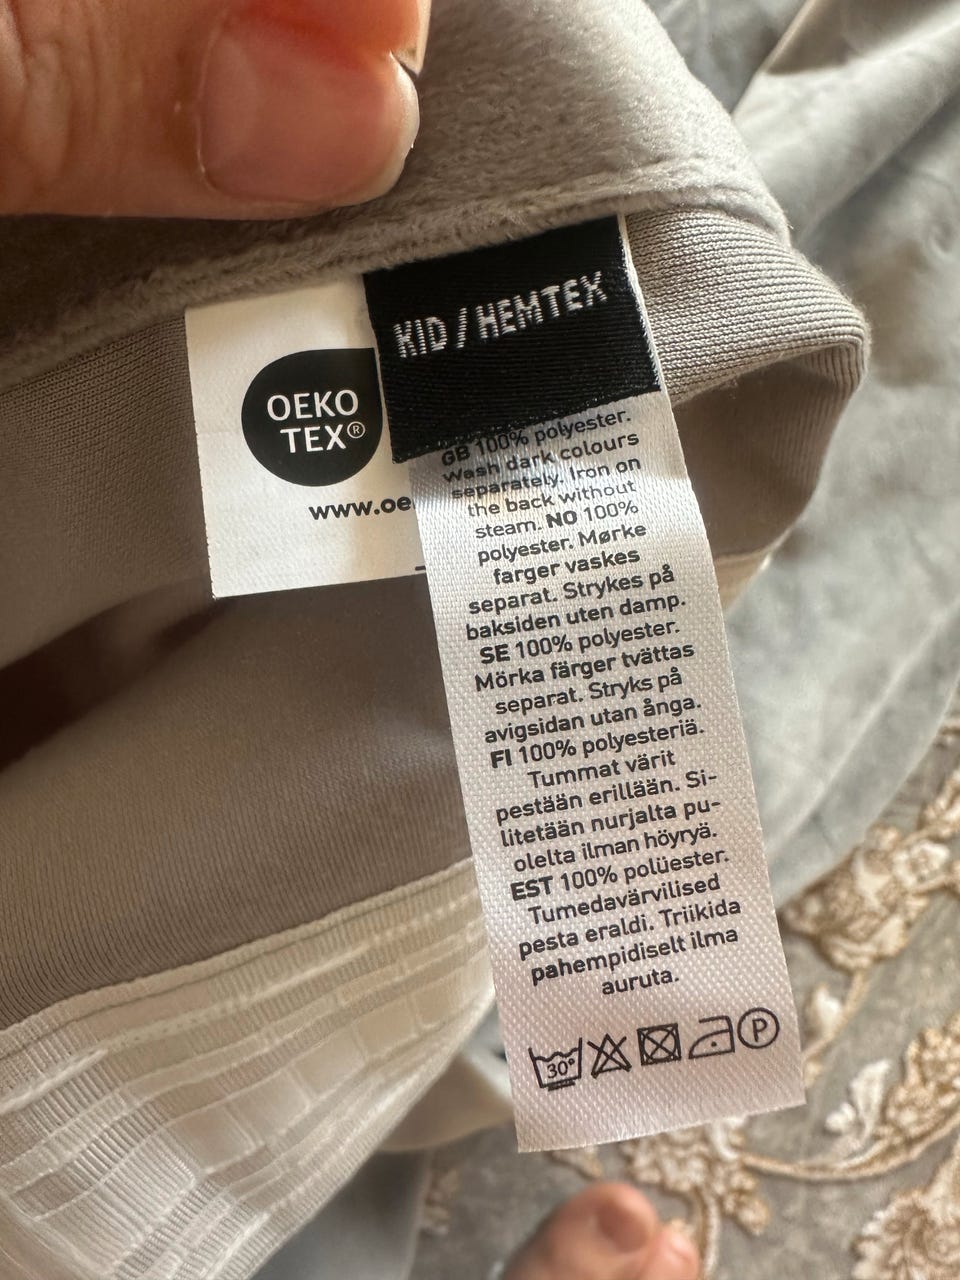 KID / HEMTEX
OEKO
TEX®
www.oe
GB 100% polyester.
Wash dark colours
separately. Iron on
the back without
steam. NO 100%
polyester. Mørke
farger vaskes
separat. Strykes på
baksiden uten damp.
SE 100% polyester.
Mörka färger tvättas
separat. Stryks på
avigsidan utan ånga.
FI 100% polyesteriä.
Tummat värit
pestään erillään. Si-
litetään nurjalta pu-
olelta ilman höyryä.
EST 100% polüester.
Tumedavärvilised
pesta eraldi. Triikida
pahempidiselt ilma
auruta.
30° P